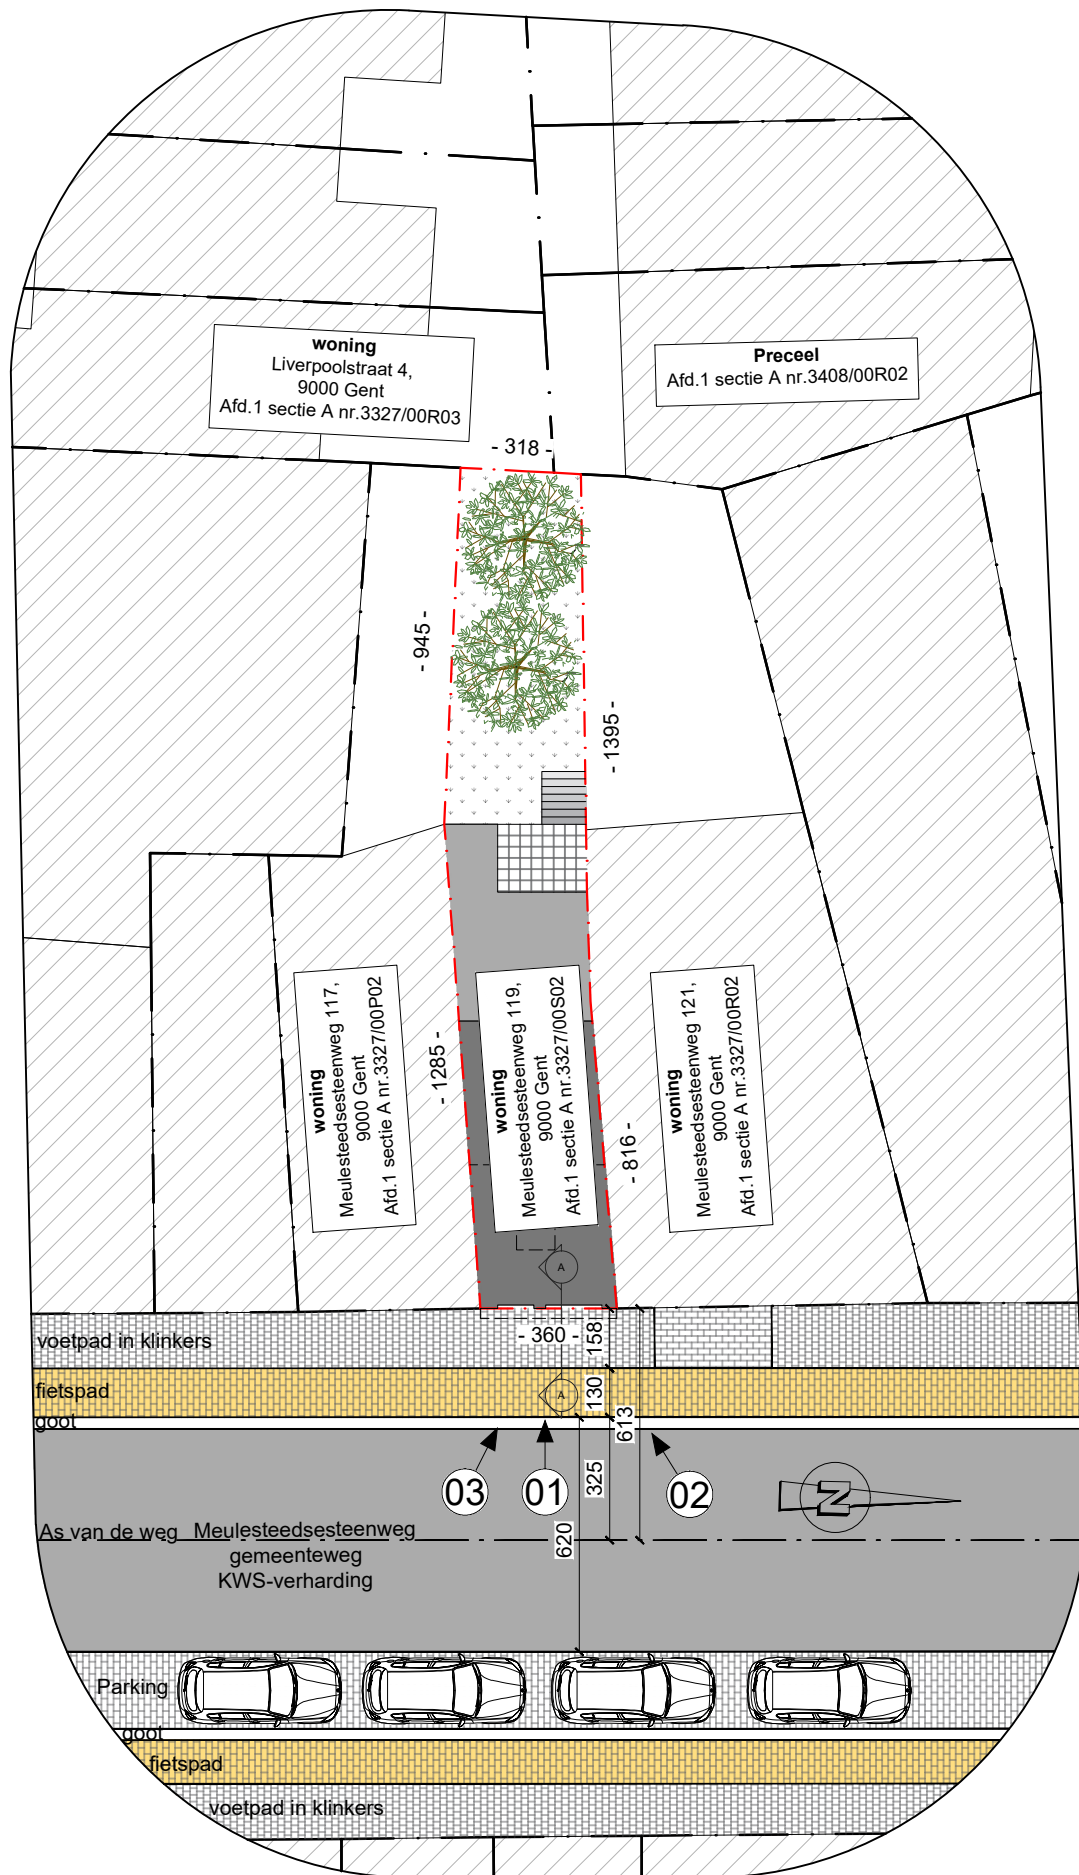 woning
Liverpoolstraat 4,
9000 Gent
Afd.1 sectie A nr.3327/00R03
Preceel
Afd.1 sectie A nr.3408/00R02
- 318 -
- 945 -
- 1395 -
woning
Meulesteedsesteenweg 117,
9000 Gent
Afd.1 sectie A nr.3327/00P02
- 1285 -
woning
Meulesteedsesteenweg 119,
9000 Gent
Afd.1 sectie A nr.3327/00S02
- 816 -
woning
Meulesteedsesteenweg 121,
9000 Gent
Afd.1 sectie A nr.3327/00R02
A
voetpad in klinkers
- 360 -
158
fietspad
A
130
goot
613
03
01
02
325
N
As van de weg
Meulesteedsesteenweg
gemeenteweg
KWS-verharding
620
Parking
goot
fietspad
voetpad in klinkers